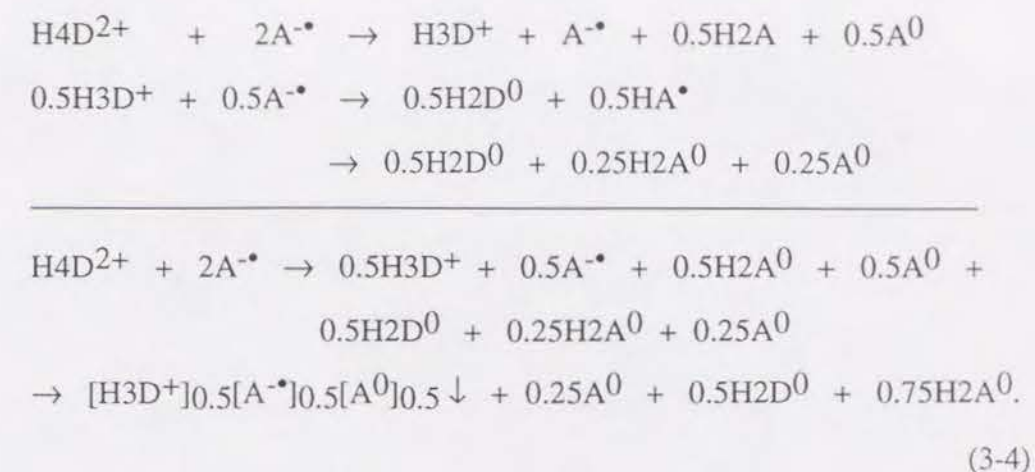 H4D²⁺ + 2A⁻• → H3D⁺ + A⁻• + 0.5H2A + 0.5A⁰
0.5H3D⁺ + 0.5A⁻• → 0.5H2D⁰ + 0.5HA•
→ 0.5H2D⁰ + 0.25H2A⁰ + 0.25A⁰
H4D²⁺ + 2A⁻• → 0.5H3D⁺ + 0.5A⁻• + 0.5H2A⁰ + 0.5A⁰ +
0.5H2D⁰ + 0.25H2A⁰ + 0.25A⁰
→ [H3D⁺]₀.₅[A⁻•]₀.₅[A⁰]₀.₅ ↓ + 0.25A⁰ + 0.5H2D⁰ + 0.75H2A⁰.
(3-4)